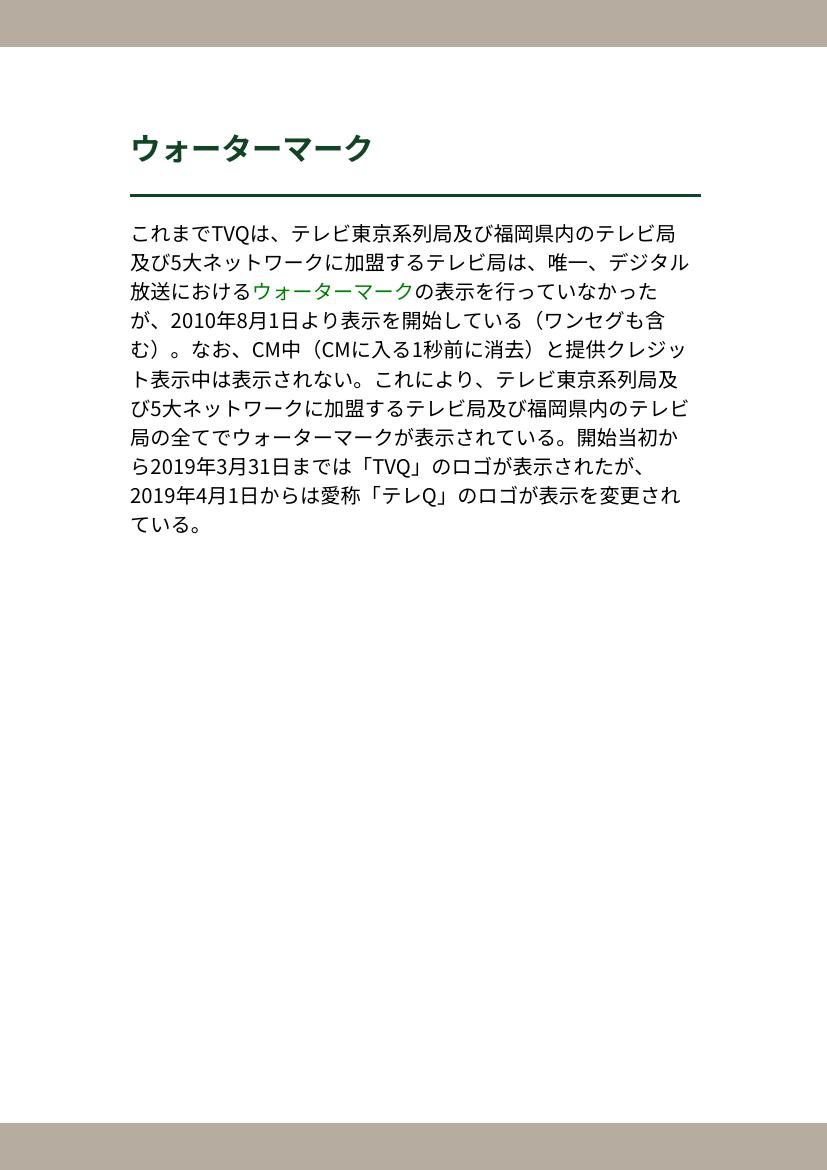 ウォーターマーク
これまでTVQは、テレビ東京系列局及び福岡県内のテレビ局
及び5大ネットワークに加盟するテレビ局は、唯一、デジタル
放送におけるウォーターマークの表示を行っていなかった
が、2010年8月1日より表示を開始している（ワンセグも含
む）。なお、CM中（CMに入る1秒前に消去）と提供クレジッ
ト表示中は表示されない。これにより、テレビ東京系列局及
び5大ネットワークに加盟するテレビ局及び福岡県内のテレビ
局の全てでウォーターマークが表示されている。開始当初か
ら2019年3月31日までは「TVQ」のロゴが表示されたが、
2019年4月1日からは愛称「テレQ」のロゴが表示を変更され
ている。